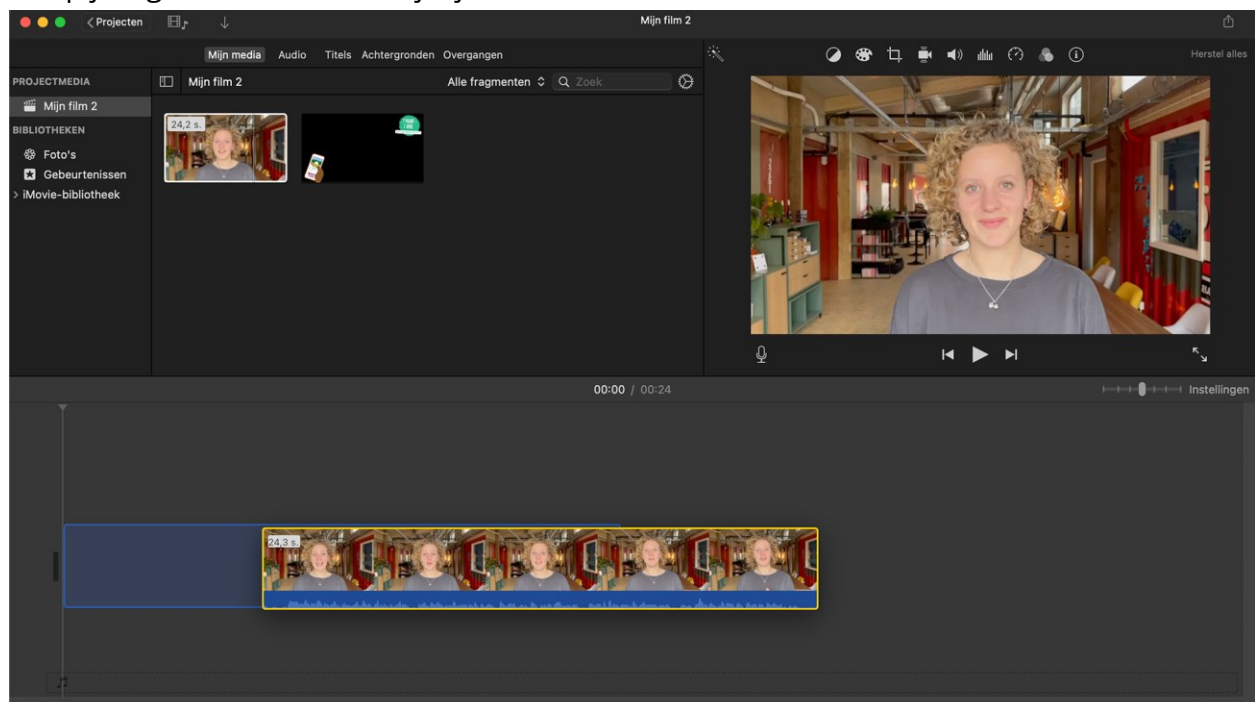 Projecten
Mijn film 2
Mijn media Audio Titels Achtergronden Overgangen
Herstel alles
PROJECTMEDIA
Mijn film 2
Alle fragmenten
Zoek
Mijn film 2
BIBLIOTHEKEN
Foto's
Gebeurtenissen
iMovie-bibliotheek
24,2 s.
00:00 / 00:24
Instellingen
24,3 s.